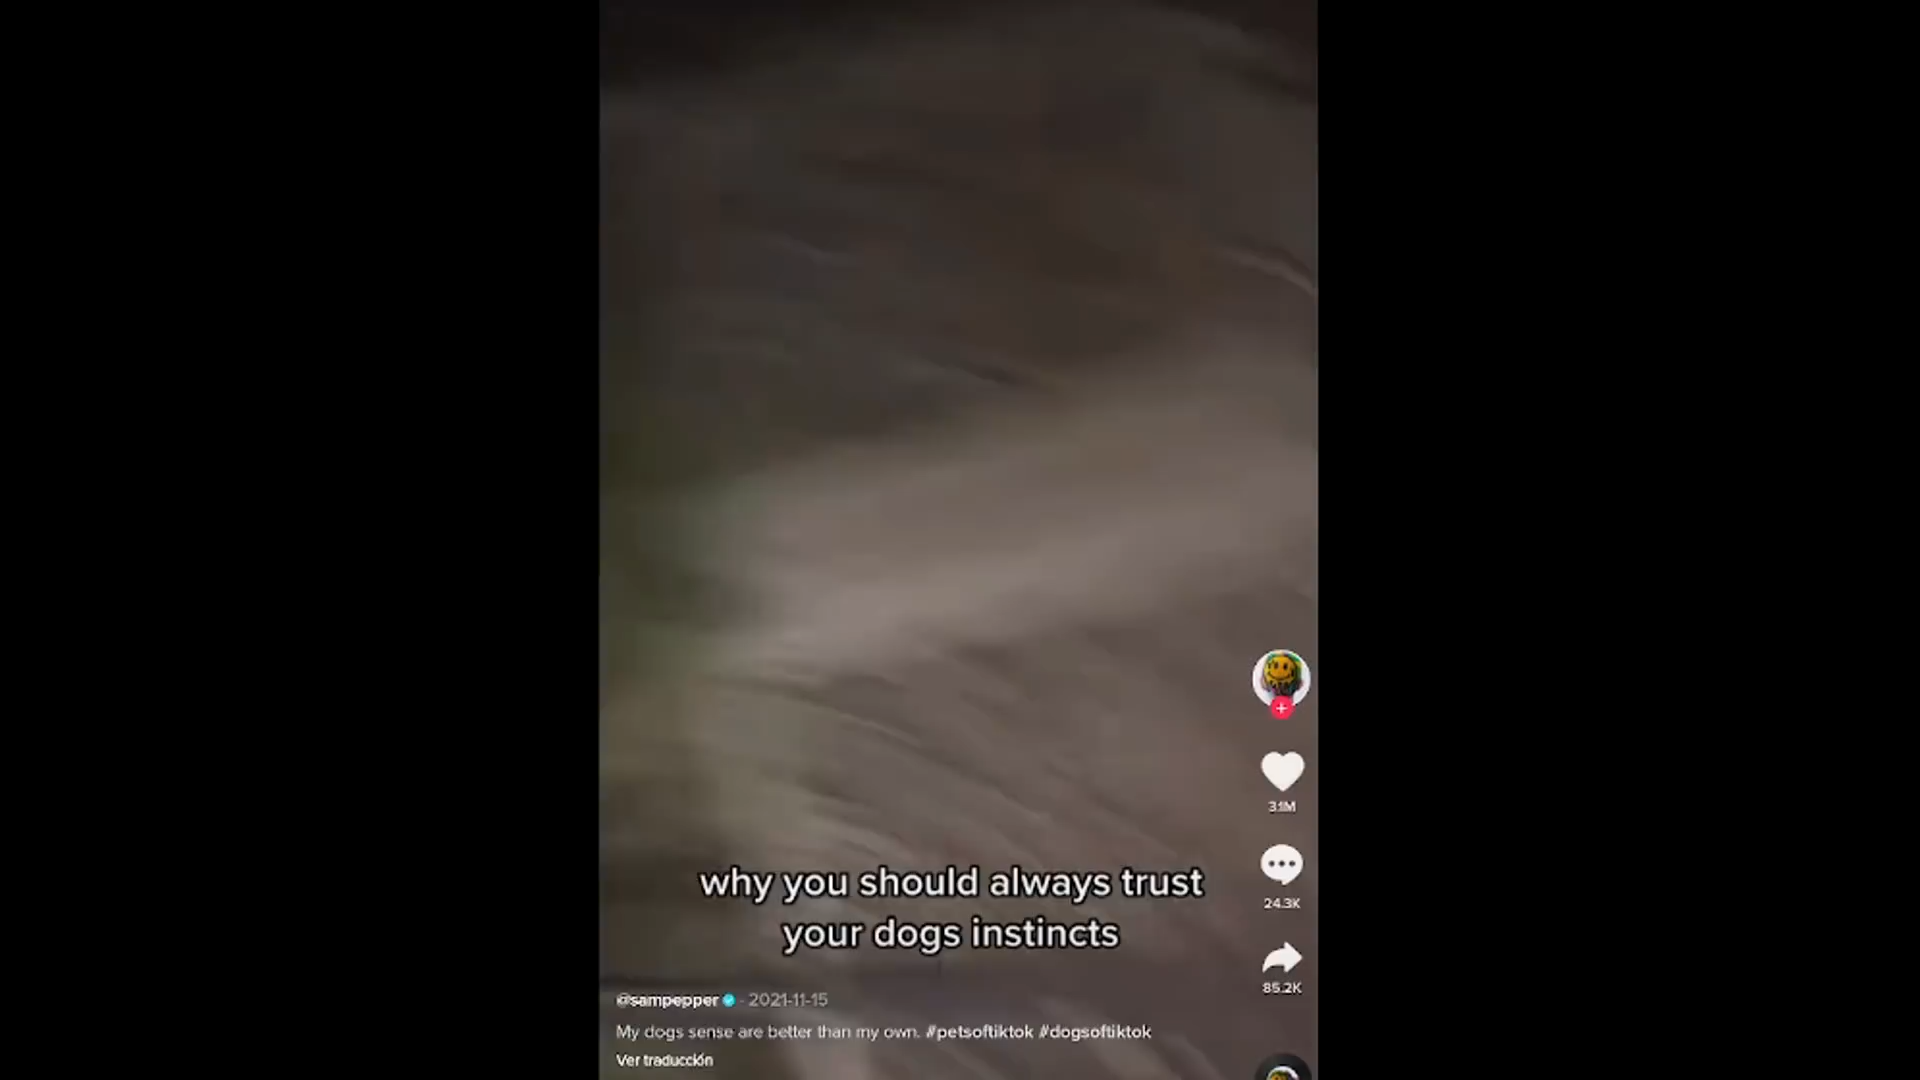 why you should always trust
your dogs instincts
@sampepper - 2021-11-15
My dogs sense are better than my own. #petsoftiktok #dogsoftiktok
Ver traducción
3.1M
24.3K
85.2K